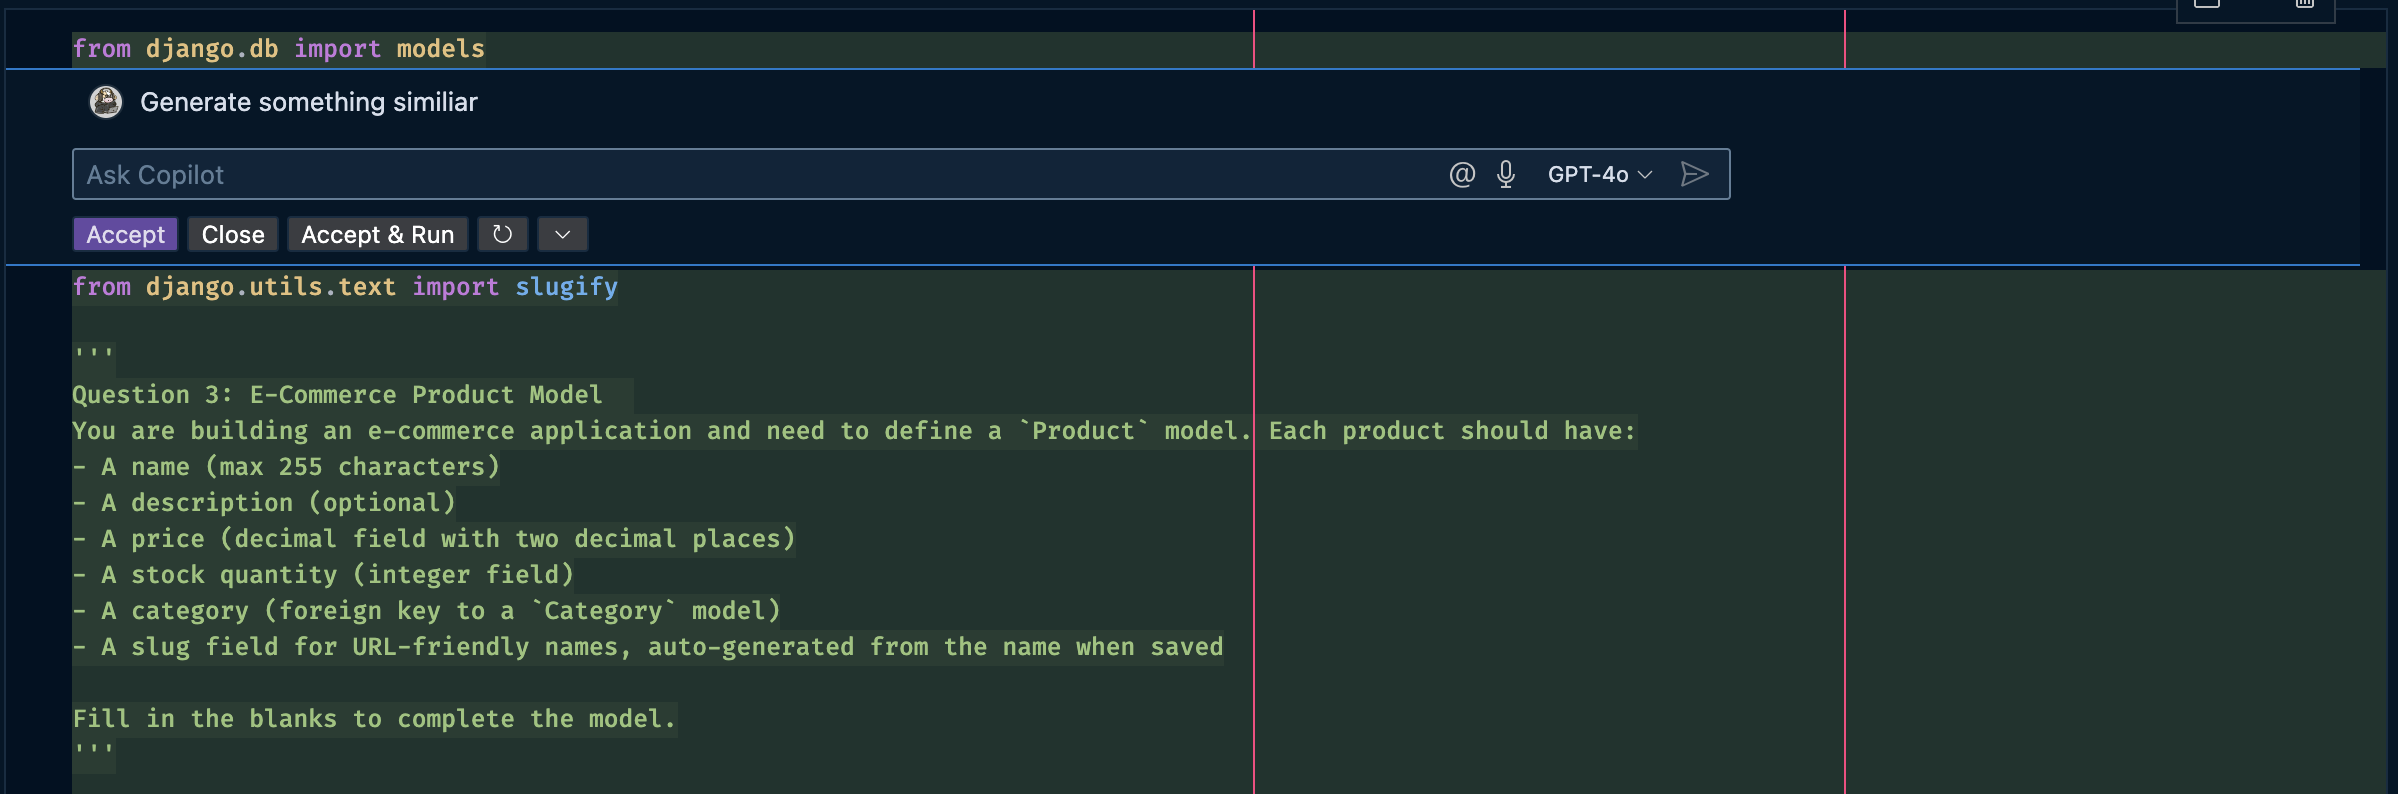 from django.db import models
Generate something similiar
Ask Copilot
@
GPT-4o
Accept
Close
Accept & Run
from django.utils.text import slugify
'''
Question 3: E-Commerce Product Model
You are building an e-commerce application and need to define a `Product` model. Each product should have:
- A name (max 255 characters)
- A description (optional)
- A price (decimal field with two decimal places)
- A stock quantity (integer field)
- A category (foreign key to a `Category` model)
- A slug field for URL-friendly names, auto-generated from the name when saved
Fill in the blanks to complete the model.
'''